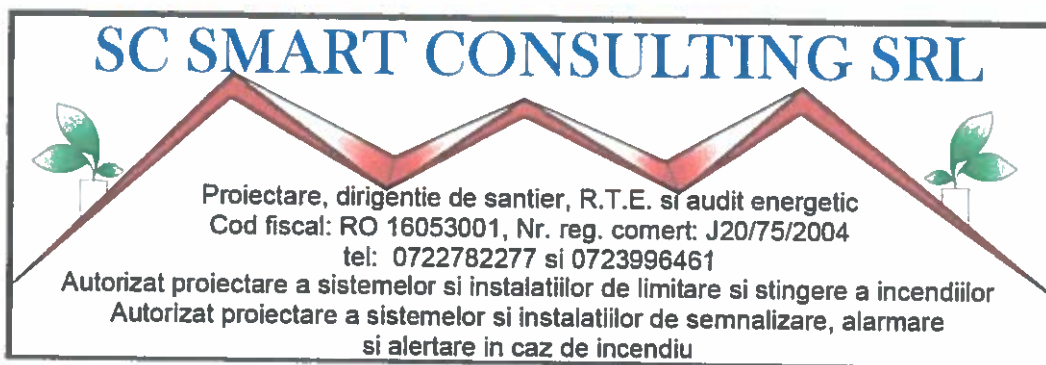 SC SMART CONSULTING SRL
Proiectare, dirigentie de santier, R.T.E. si audit energetic
Cod fiscal: RO 16053001, Nr. reg. comert: J20/75/2004
tel: 0722782277 si 0723996461
Autorizat proiectare a sistemelor si instalatiilor de limitare si stingere a incendiilor
Autorizat proiectare a sistemelor si instalatiilor de semnalizare, alarmare
si alertare in caz de incendiu